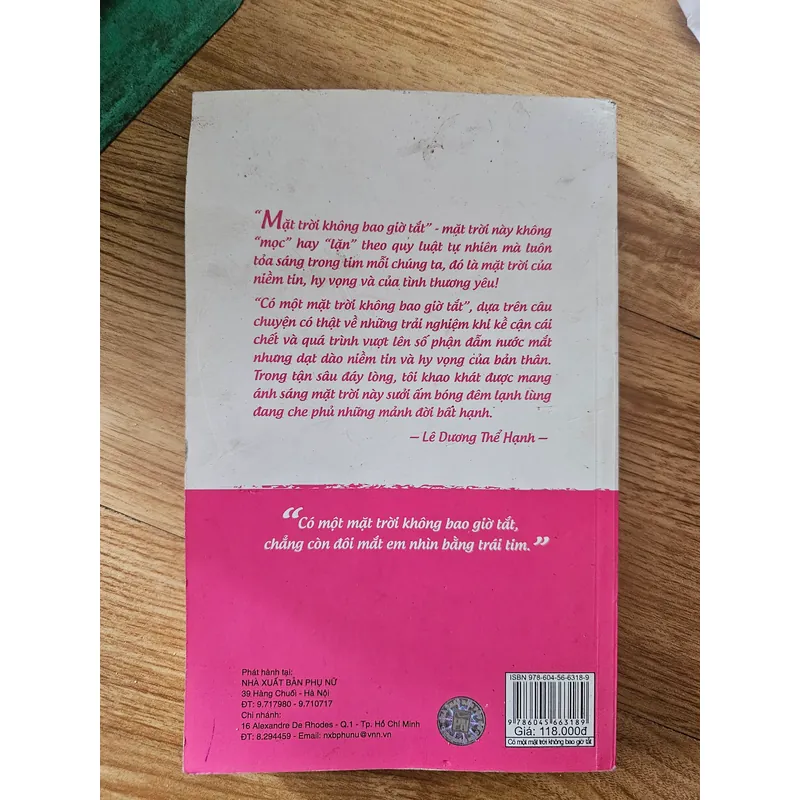 “Mặt trời không bao giờ tắt” - mặt trời này không
“mọc” hay “lặn” theo quy luật tự nhiên mà luôn
tỏa sáng trong tim mỗi chúng ta, đó là mặt trời của
niềm tin, hy vọng và của tình thương yêu!
“Có một mặt trời không bao giờ tắt”, dựa trên câu
chuyện có thật về những trải nghiệm khi kề cận cái
chết và quá trình vượt lên số phận đẫm nước mắt
nhưng dạt dào niềm tin và hy vọng của bản thân.
Trong tận sâu đáy lòng, tôi khao khát được mang
ánh sáng mặt trời này sưởi ấm bóng đêm lạnh lùng
đang che phủ những mảnh đời bất hạnh.
— Lê Dương Thể Hạnh —
“Có một mặt trời không bao giờ tắt,
chẳng còn đôi mắt em nhìn bằng trái tim.”
Phát hành tại:
NHÀ XUẤT BẢN PHỤ NỮ
39 Hàng Chuối - Hà Nội
ĐT: 9.717980 - 9.710717
Chi nhánh:
16 Alexandre De Rhodes - Q.1 - Tp. Hồ Chí Minh
ĐT: 8.294459 - Email: nxbphunu@vnn.vn
ISBN 978-604-56-6318-9
9 786045 663189
Giá: 118.000đ
Có một mặt trời không bao giờ tắt